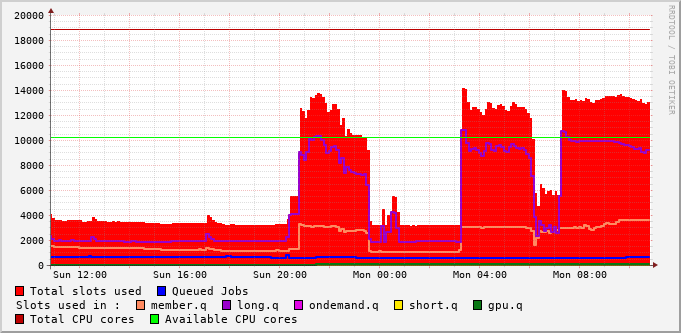 20000
18000
16000
14000
12000
10000
8000
6000
4000
2000
0
Sun 12:00 Sun 16:00 Sun 20:00 Mon 00:00 Mon 04:00 Mon 08:00
RRDTOOL / TOBI OETIKER
Total slots used Queued Jobs
Slots used in : member.q long.q ondemand.q short.q gpu.q
Total CPU cores Available CPU cores